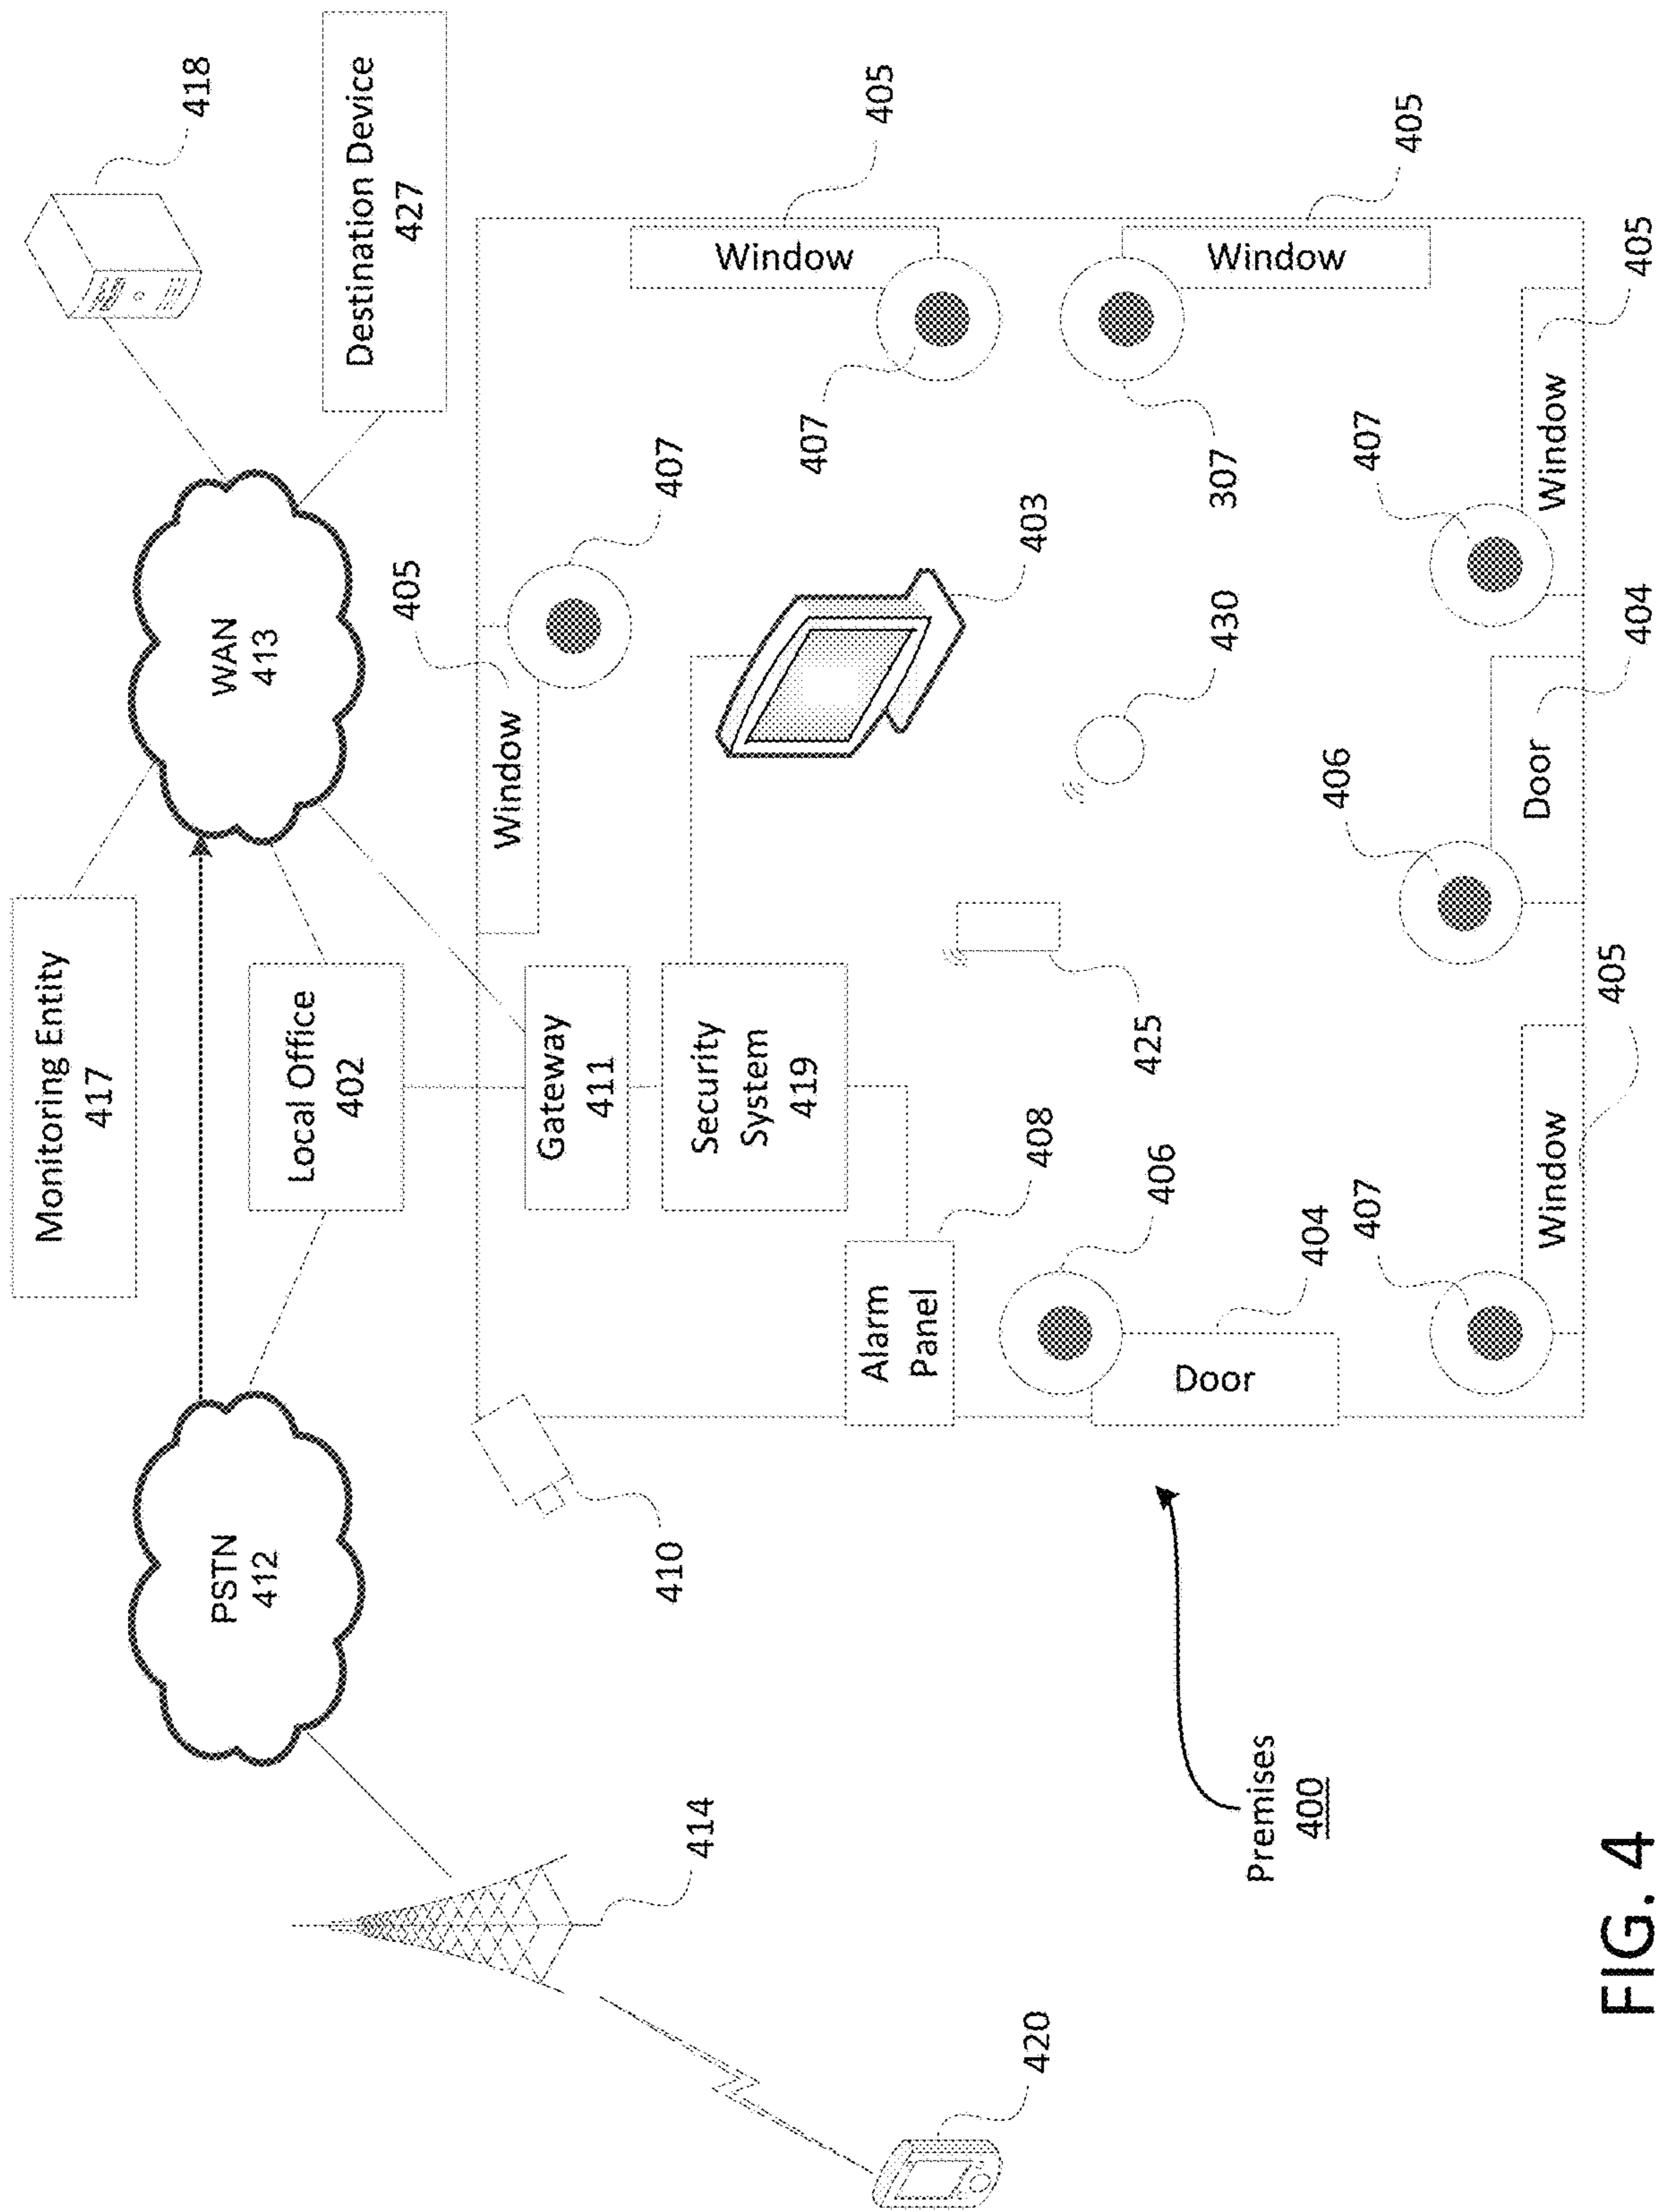 Monitoring Entity
417
418
PSTN
412
WAN
413
Local Office
402
Destination Device
427
405
Window
Gateway
411
410
407
414
Security
System
419
Window
407
405
Alarm
Panel
420
408
403
425
406
Door
430
307
Window
Premises
400
404
406
407
407
405
Door
Window
Window
405
404
405
FIG. 4